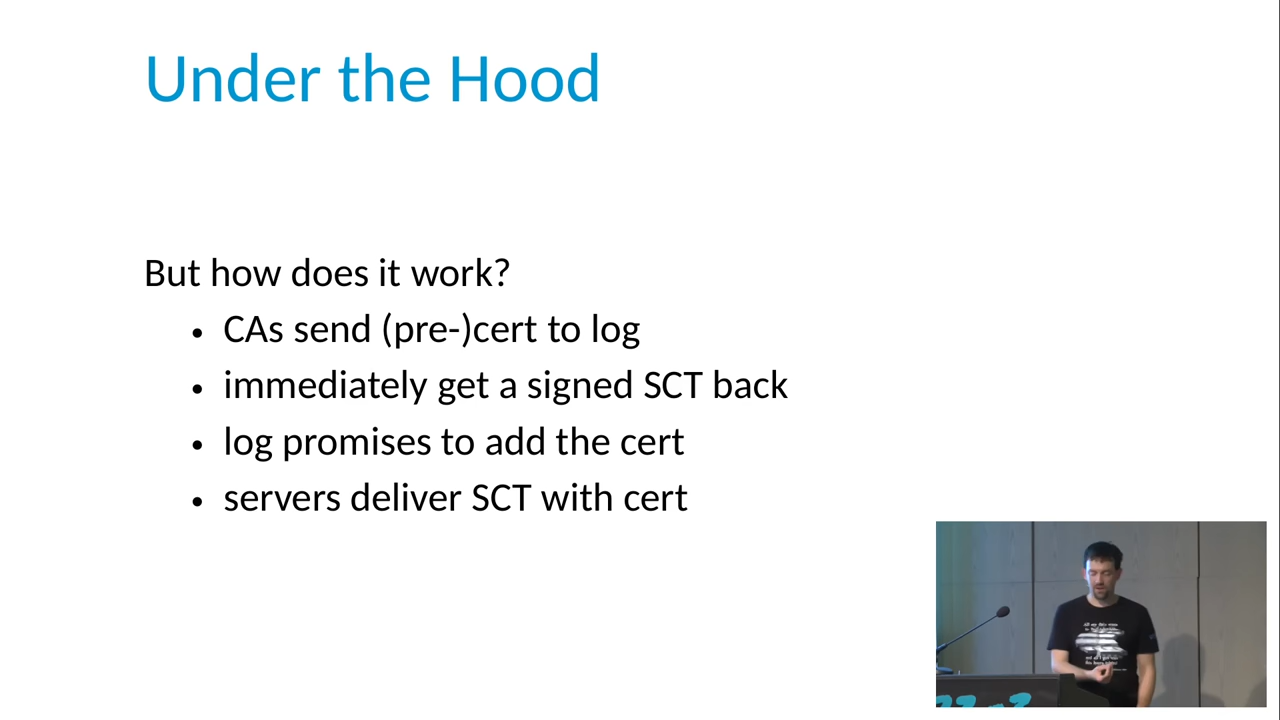 Under the Hood
But how does it work?
• CAs send (pre-)cert to log
• immediately get a signed SCT back
• log promises to add the cert
• servers deliver SCT with cert